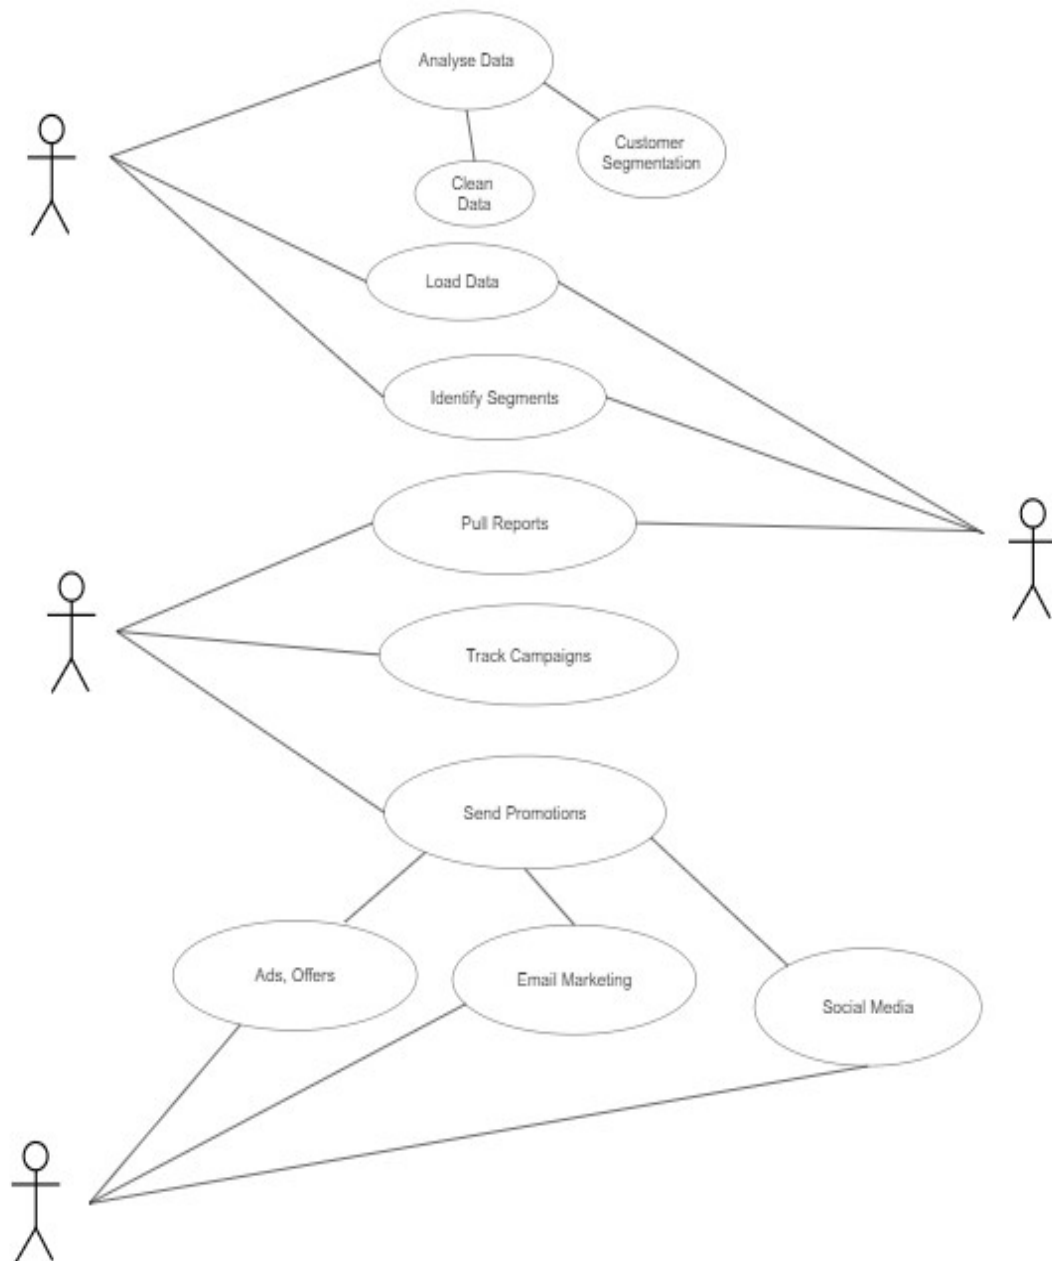 Analyse Data
Customer
Segmentation
Clean
Data
Load Data
Identify Segments
Pull Reports
Track Campaigns
Send Promotions
Ads, Offers
Email Marketing
Social Media